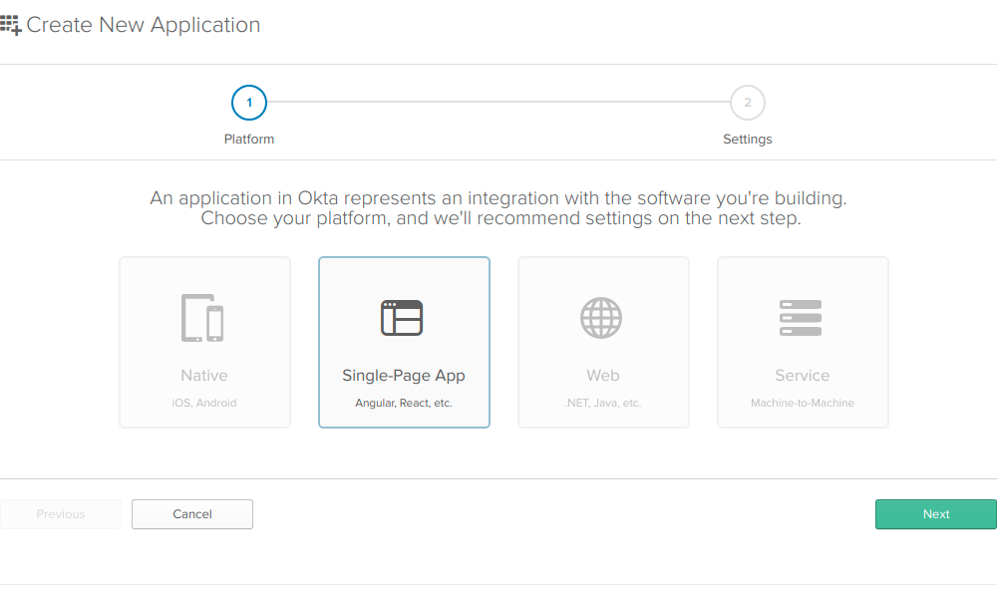 Create New Application
1
2
Platform
Settings
An application in Okta represents an integration with the software you're building.
Choose your platform, and we'll recommend settings on the next step.
Native
iOS, Android
Single-Page App
Angular, React, etc.
Web
.NET, Java, etc.
Service
Machine-to-Machine
Previous
Cancel
Next